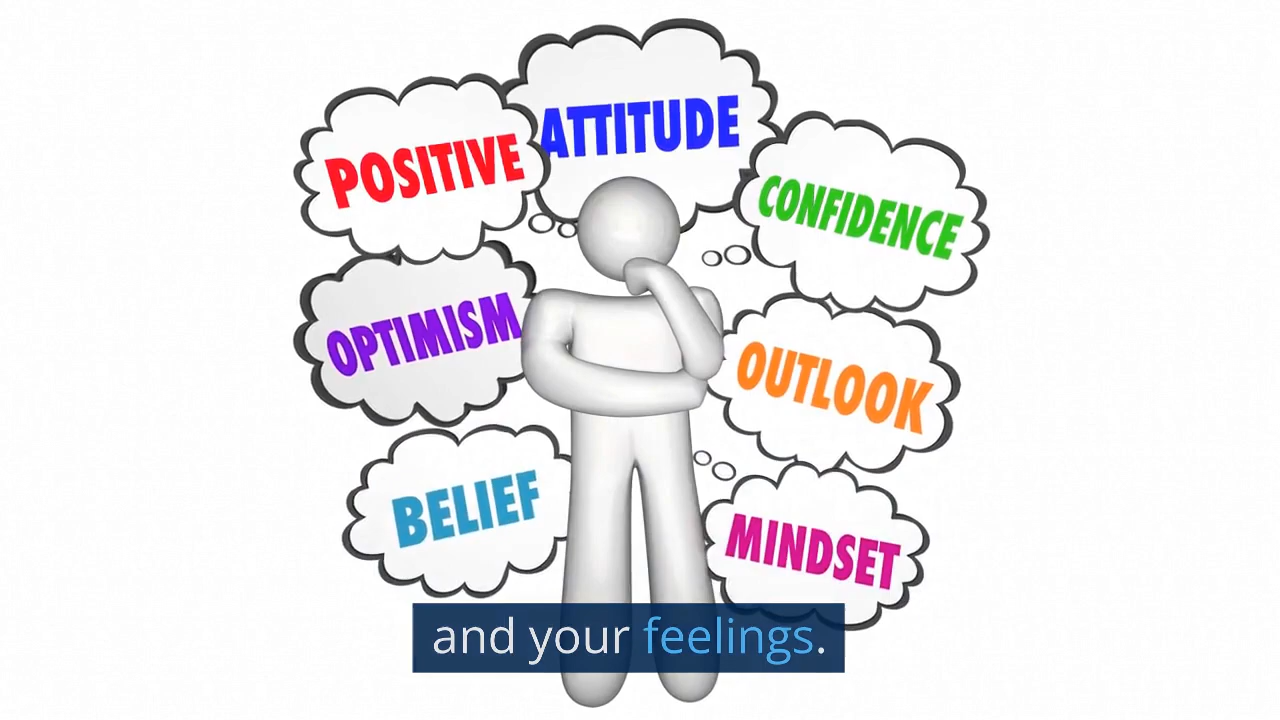 ATTITUDE
POSITIVE
CONFIDENCE
OPTIMISM
OUTLOOK
BELIEF
MINDSET
and your feelings.